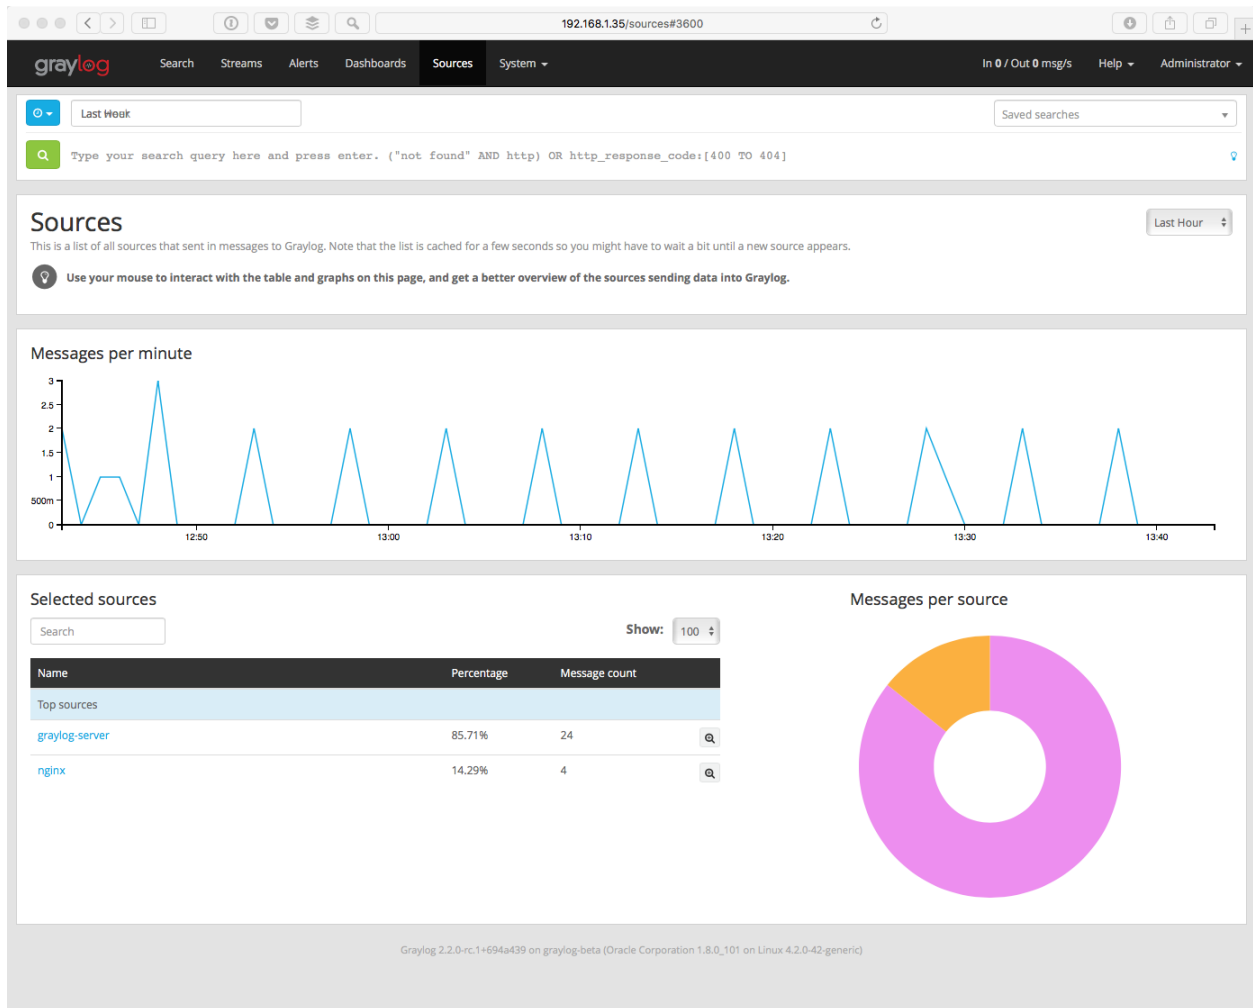 192.168.1.35/sources#3600
graylog
Search Streams Alerts Dashboards Sources System In 0 / Out 0 msg/s Help Administrator
Last
Saved searches
Type your search query here and press enter. ("not found" AND http) OR http_response_code:[400 TO 404]
Sources
Last Hour
This is a list of all sources that sent in messages to Graylog. Note that the list is cached for a few seconds so you might have to wait a bit until a new source appears.
Use your mouse to interact with the table and graphs on this page, and get a better overview of the sources sending data into Graylog.
Messages per minute
3
2.5
2
1.5
1
500m
0
12:50 13:00 13:10 13:20 13:30 13:40
Selected sources
Search
Show: 100
Name Percentage Message count
Top sources
graylog-server 85.71% 24
nginx 14.29% 4
Messages per source
Graylog 2.2.0-rc.1+694a439 on graylog-beta (Oracle Corporation 1.8.0_101 on Linux 4.2.0-42-generic)